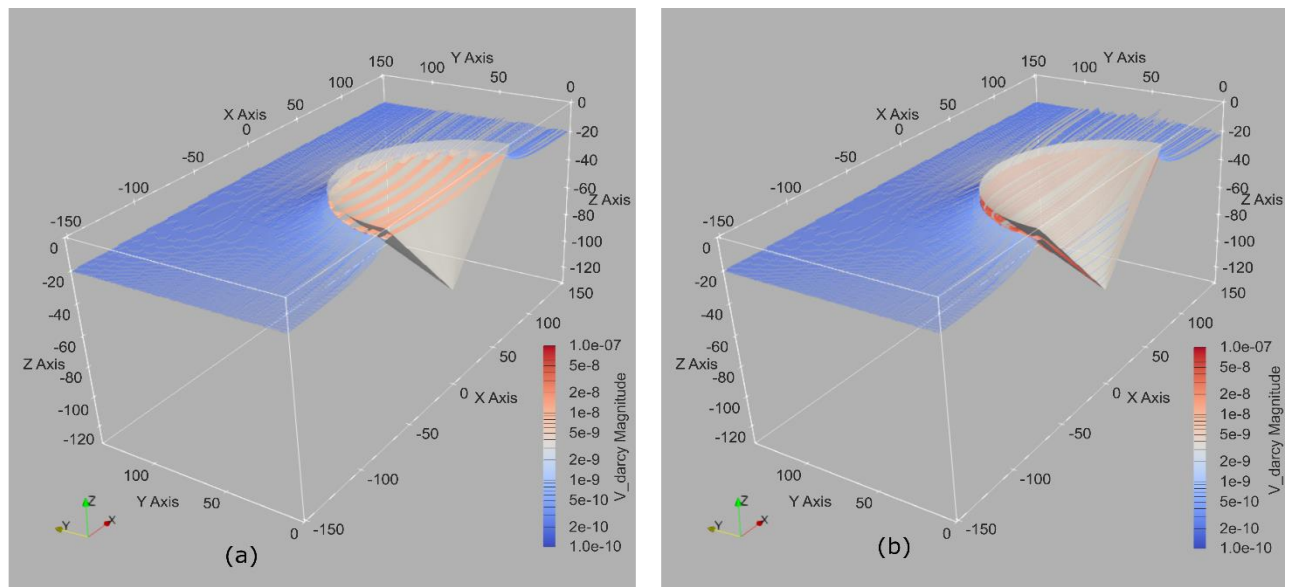 Y Axis
150
100
50
0
100
50
X Axis
0
-50
-100
-150
0
-20
-40
-60
Z Axis
-80
-100
-120
0
-20
-40
-60
Z Axis
-80
-100
-120
150
100
50
0
X Axis
-50
-100
-150
100
Y Axis
50
0
1.0e-07
5e-8
2e-8
1e-8
5e-9
2e-9
1e-9
5e-10
2e-10
1.0e-10
V_darcy Magnitude
Z
Y
X
(a)
Y Axis
150
100
50
0
100
50
X Axis
0
-50
-100
-150
0
-20
-40
-60
Z Axis
-80
-100
-120
0
-20
-40
-60
Z Axis
-80
-100
-120
150
100
50
0
X Axis
-50
-100
-150
100
Y Axis
50
0
1.0e-07
5e-8
2e-8
1e-8
5e-9
2e-9
1e-9
5e-10
2e-10
1.0e-10
V_darcy Magnitude
Z
Y
X
(b)